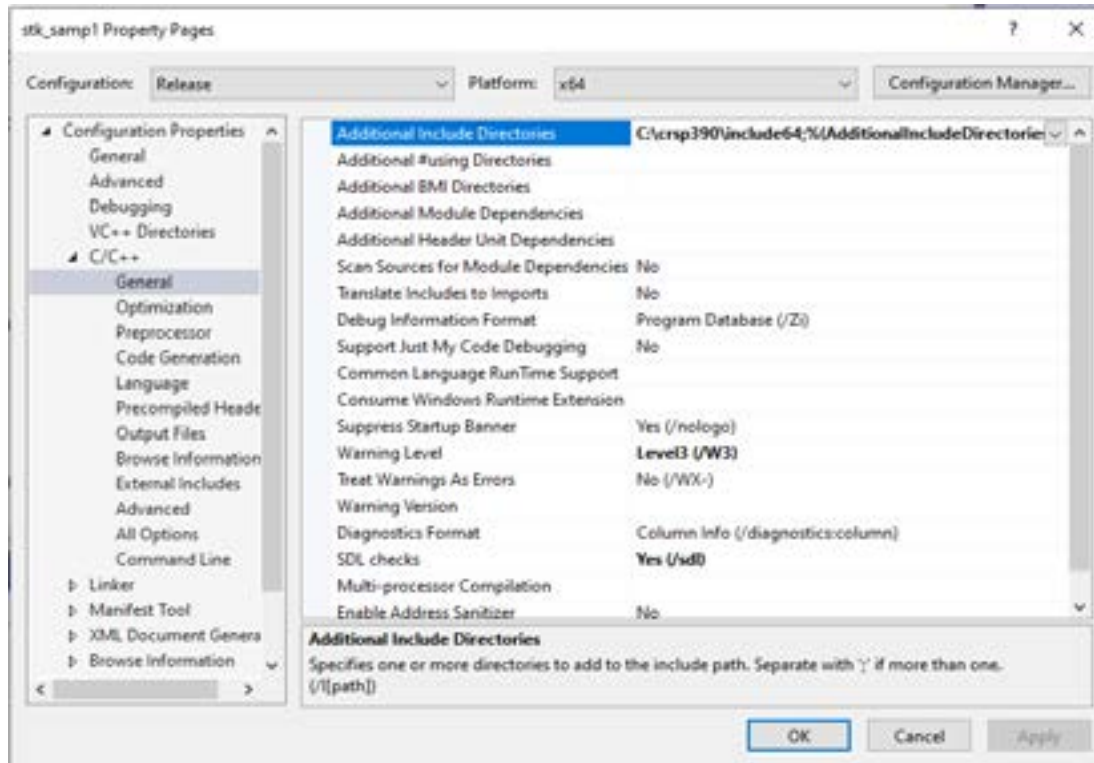 stk_samp1 Property Pages
? ×
Configuration: Release Platform: x64 Configuration Manager...
Configuration Properties
General
Advanced
Debugging
VC++ Directories
C/C++
General
Optimization
Preprocessor
Code Generation
Language
Precompiled Heade
Output Files
Browse Information
External Includes
Advanced
All Options
Command Line
Linker
Manifest Tool
XML Document Genera
Browse Information
Additional Include Directories C:\crsp390\include64;%(AdditionalIncludeDirectories
Additional #using Directories
Additional BMI Directories
Additional Module Dependencies
Additional Header Unit Dependencies
Scan Sources for Module Dependencies No
Translate Includes to Imports No
Debug Information Format Program Database (/Zi)
Support Just My Code Debugging No
Common Language RunTime Support
Consume Windows Runtime Extension
Suppress Startup Banner Yes (/nologo)
Warning Level Level3 (/W3)
Treat Warnings As Errors No (/WX-)
Warning Version
Diagnostics Format Column Info (/diagnostics:column)
SDL checks Yes (/sdl)
Multi-processor Compilation
Enable Address Sanitizer No
Additional Include Directories
Specifies one or more directories to add to the include path. Separate with ';' if more than one.
(/I[path])
OK Cancel Apply